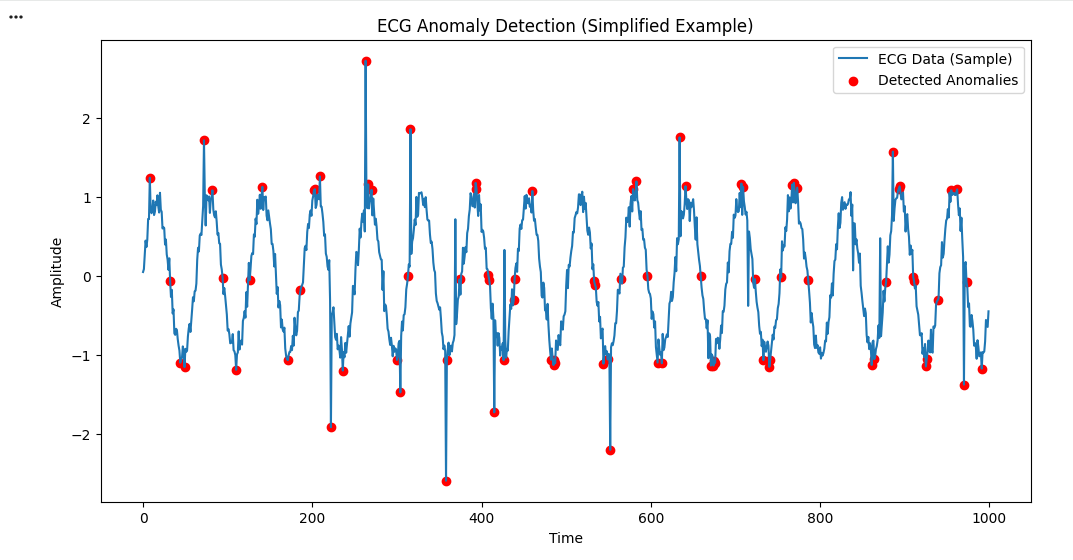 ECG Anomaly Detection (Simplified Example)
ECG Data (Sample)
Detected Anomalies
Amplitude
2
1
0
−1
−2
0 200 400 600 800 1000
Time